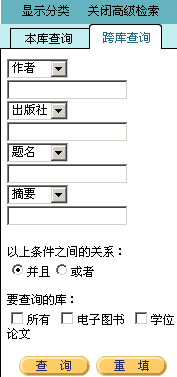 显示分类 关闭高级检索
本库查询 跨库查询
作者
出版社
题名
摘要
以上条件之间的关系：
并且 或者
要查询的库：
所有 电子图书 学位
论文
查 询 重 填